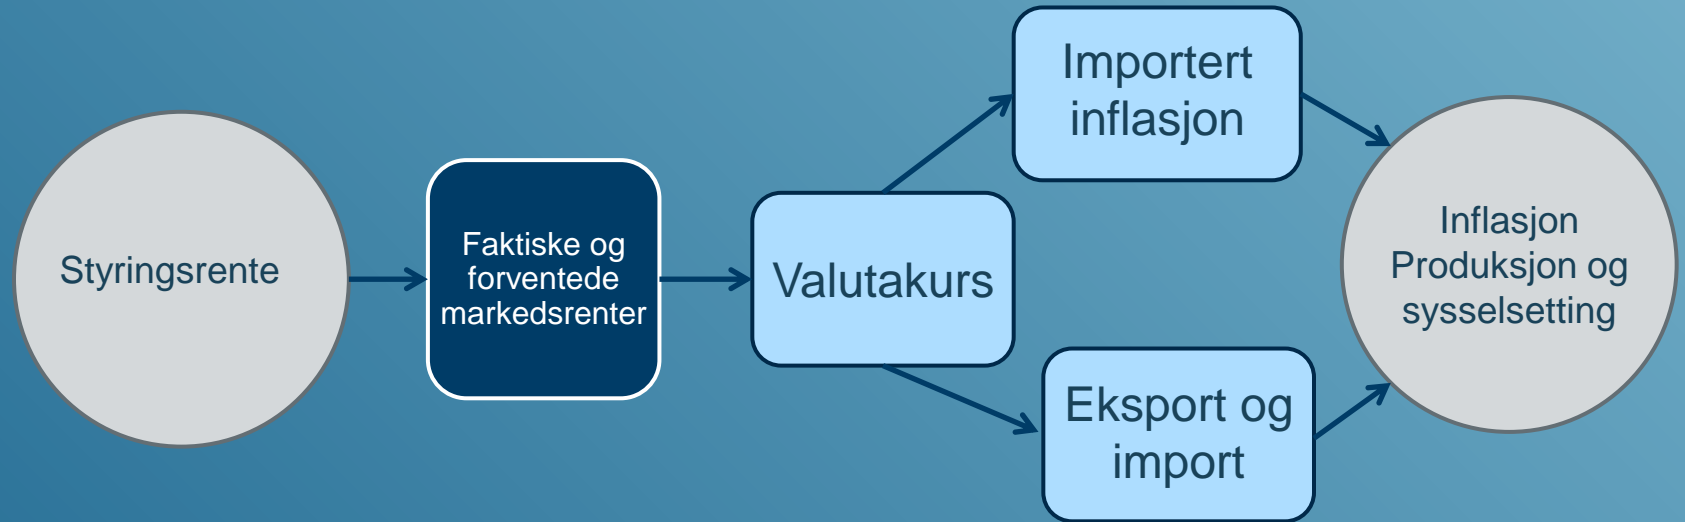 Styringsrente
Faktiske og
forventede
markedsrenter
Valutakurs
Importert
inflasjon
Eksport og
import
Inflasjon
Produksjon og
sysselsetting